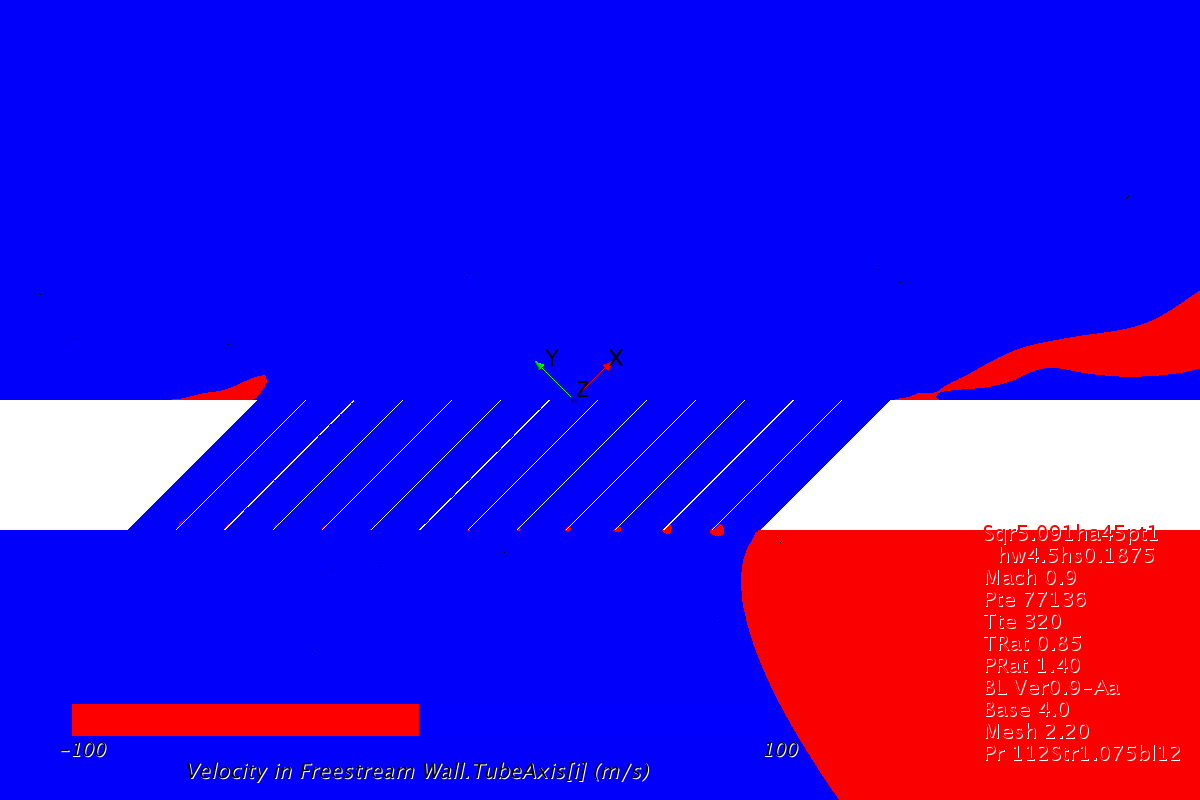 Y
X
Z
Sqr5.091ha45pt1
hw4.5hs0.1875
Mach 0.9
Pte 77136
Tte 320
TRat 0.85
PRat 1.40
BL Ver0.9-Aa
Base 4.0
Mesh 2.20
Pr 112Str1.075bl12
-100
100
Velocity in Freestream Wall.TubeAxis[i] (m/s)